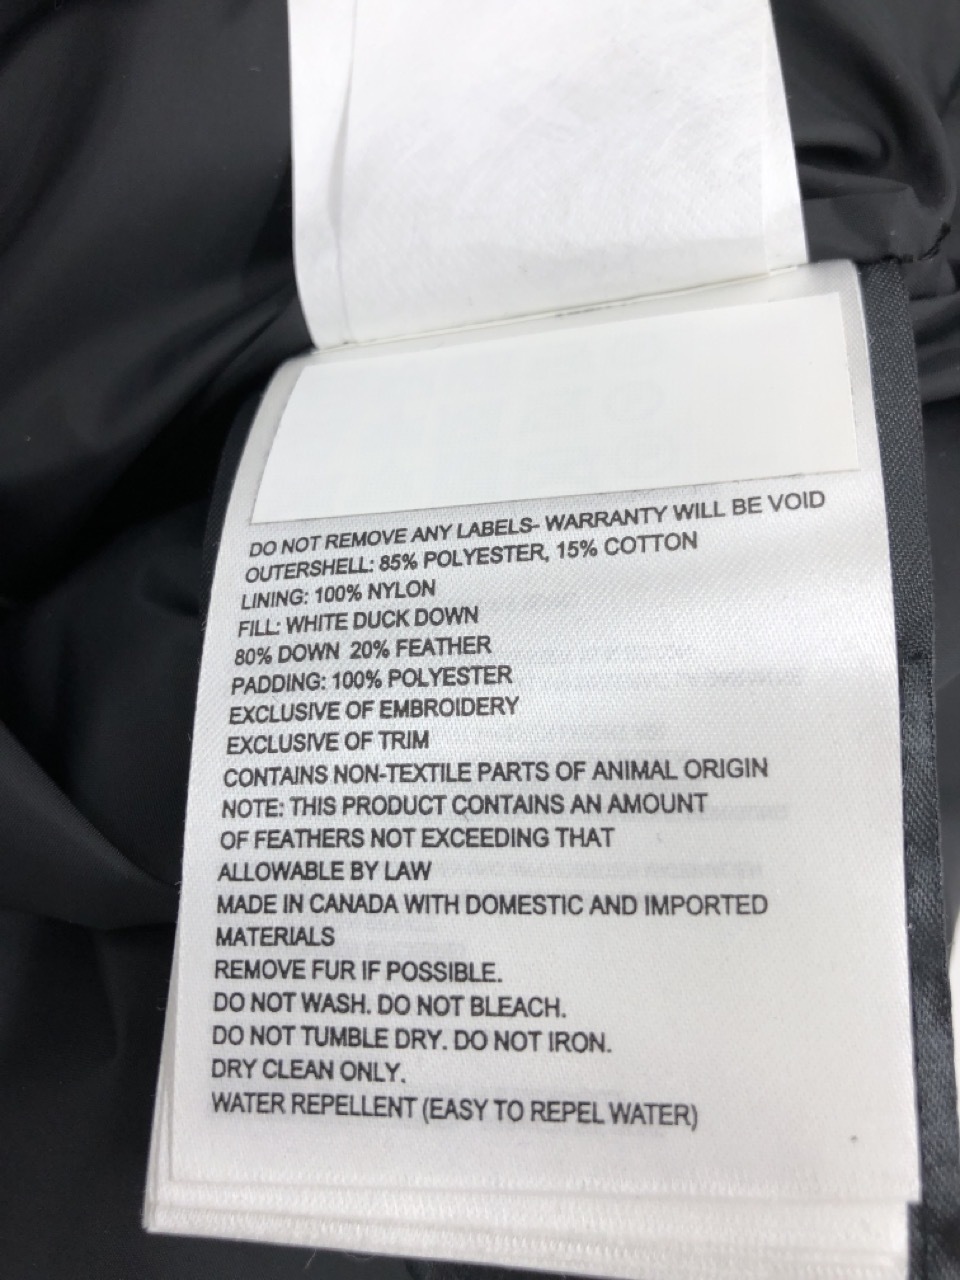 DO NOT REMOVE ANY LABELS- WARRANTY WILL BE VOID
OUTERSHELL: 85% POLYESTER, 15% COTTON
LINING: 100% NYLON
FILL: WHITE DUCK DOWN
80% DOWN 20% FEATHER
PADDING: 100% POLYESTER
EXCLUSIVE OF EMBROIDERY
EXCLUSIVE OF TRIM
CONTAINS NON-TEXTILE PARTS OF ANIMAL ORIGIN
NOTE: THIS PRODUCT CONTAINS AN AMOUNT
OF FEATHERS NOT EXCEEDING THAT
ALLOWABLE BY LAW
MADE IN CANADA WITH DOMESTIC AND IMPORTED
MATERIALS
REMOVE FUR IF POSSIBLE.
DO NOT WASH. DO NOT BLEACH.
DO NOT TUMBLE DRY. DO NOT IRON.
DRY CLEAN ONLY.
WATER REPELLENT (EASY TO REPEL WATER)